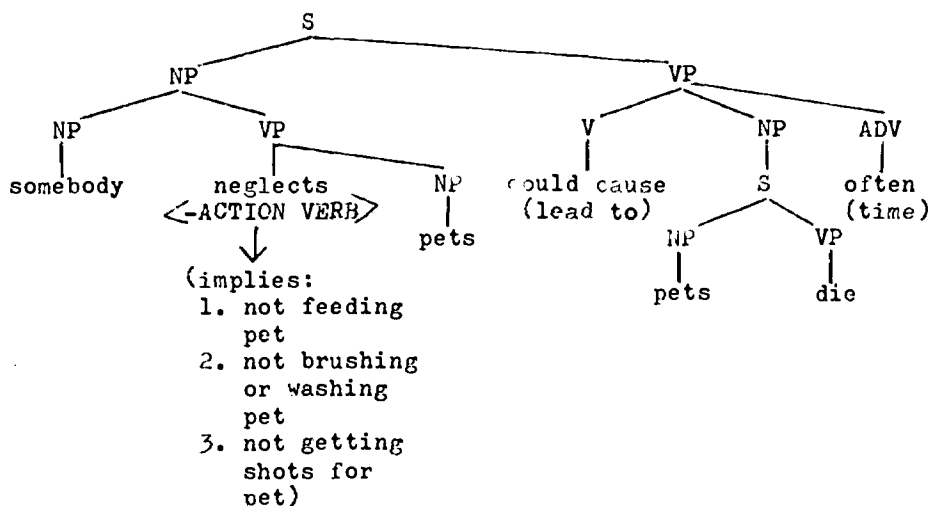 S
NP VP
NP VP V NP ADV
somebody neglects NP could cause S often
<-ACTION VERB> pets (lead to) NP VP (time)
(implies: pets die
1. not feeding
pet
2. not brushing
or washing
pet
3. not getting
shots for
pet)